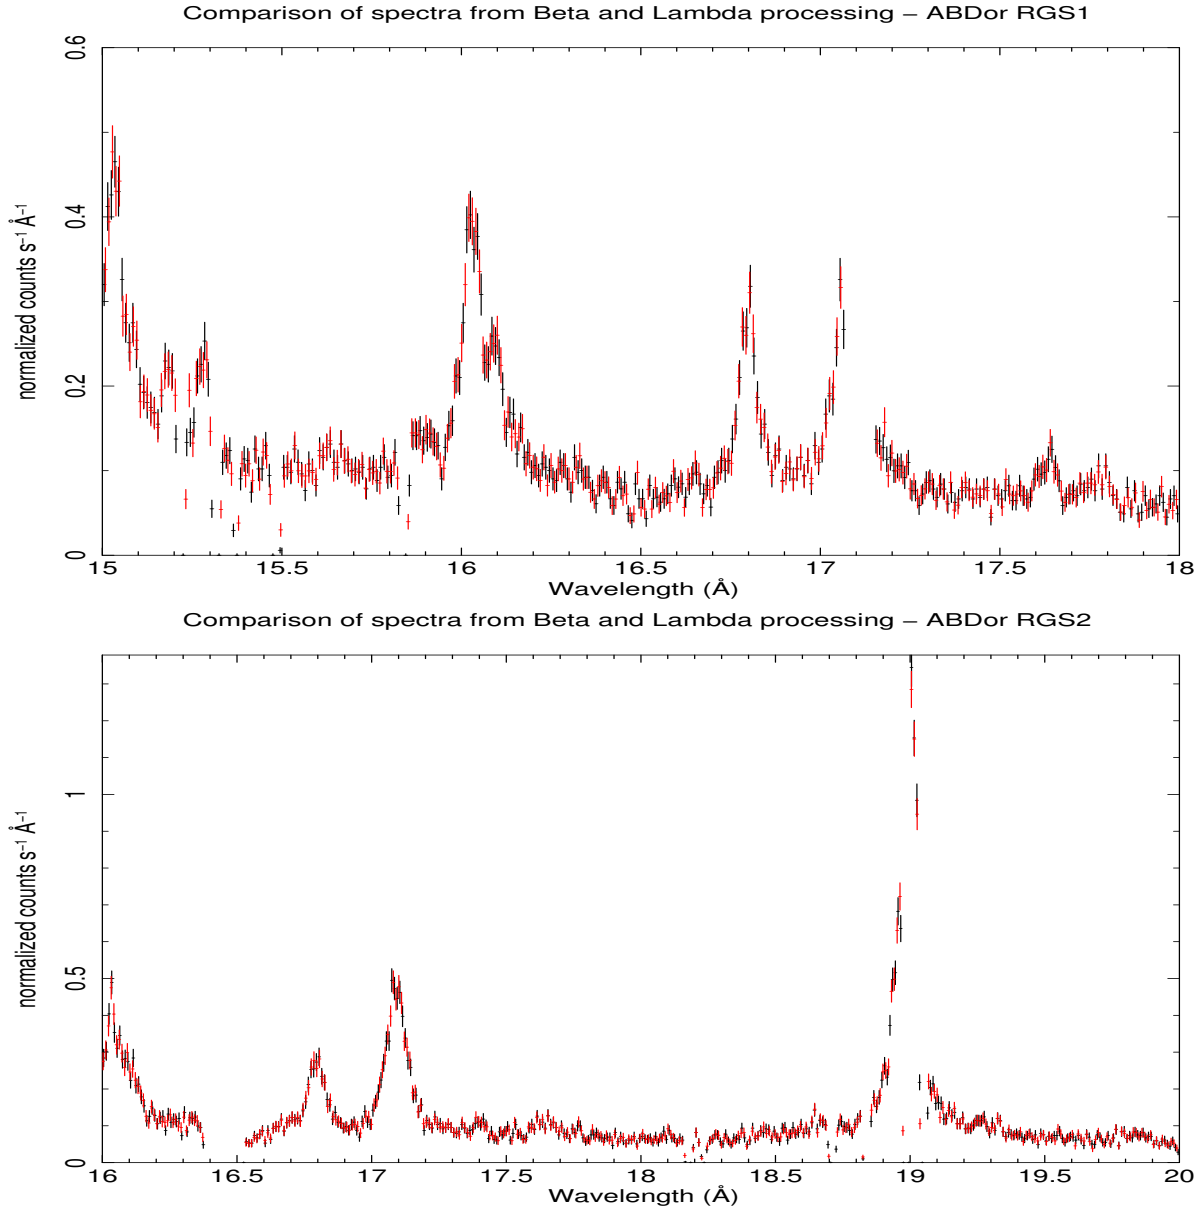 Comparison of spectra from Beta and Lambda processing – ABDor RGS1
normalized counts s⁻¹ Å⁻¹
0.6
0.4
0.2
0
15 15.5 16 16.5 17 17.5 18
Wavelength (Å)
Comparison of spectra from Beta and Lambda processing – ABDor RGS2
normalized counts s⁻¹ Å⁻¹
1
0.5
0
16 16.5 17 17.5 18 18.5 19 19.5 20
Wavelength (Å)